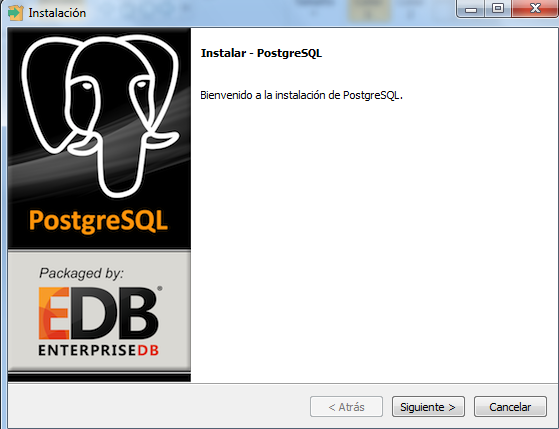 Instalación
Instalar - PostgreSQL
Bienvenido a la instalación de PostgreSQL.
PostgreSQL
Packaged by:
EDB®
ENTERPRISEDB
< Atrás
Siguiente >
Cancelar